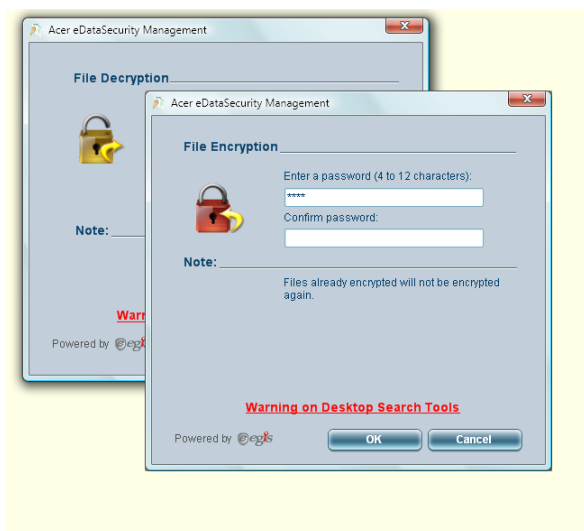 Acer eDataSecurity Management
File Decryption
Note:
Warn
Powered by egis
Acer eDataSecurity Management
File Encryption
Enter a password (4 to 12 characters):
****
Confirm password:
Note:
Files already encrypted will not be encrypted
again.
Warning on Desktop Search Tools
Powered by egis
OK
Cancel